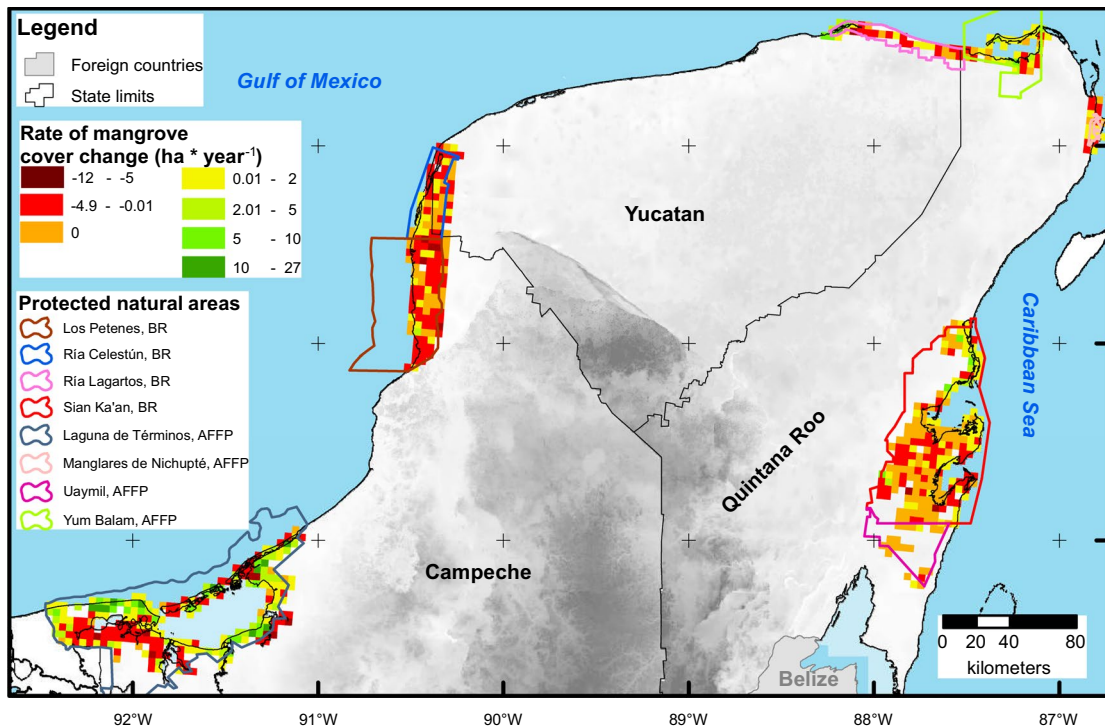 Legend
Foreign countries
State limits
Rate of mangrove
cover change (ha * year-1)
-12 - -5
-4.9 - -0.01
0
0.01 - 2
2.01 - 5
5 - 10
10 - 27
Protected natural areas
Los Petenes, BR
Ría Celestún, BR
Ría Lagartos, BR
Sian Ka'an, BR
Laguna de Términos, AFFP
Manglares de Nichupté, AFFP
Uaymil, AFFP
Yum Balam, AFFP
Gulf of Mexico
Yucatan
Caribbean Sea
Quintana Roo
Campeche
Belize
0 20 40 80
kilometers
92°W 91°W 90°W 89°W 88°W 87°W